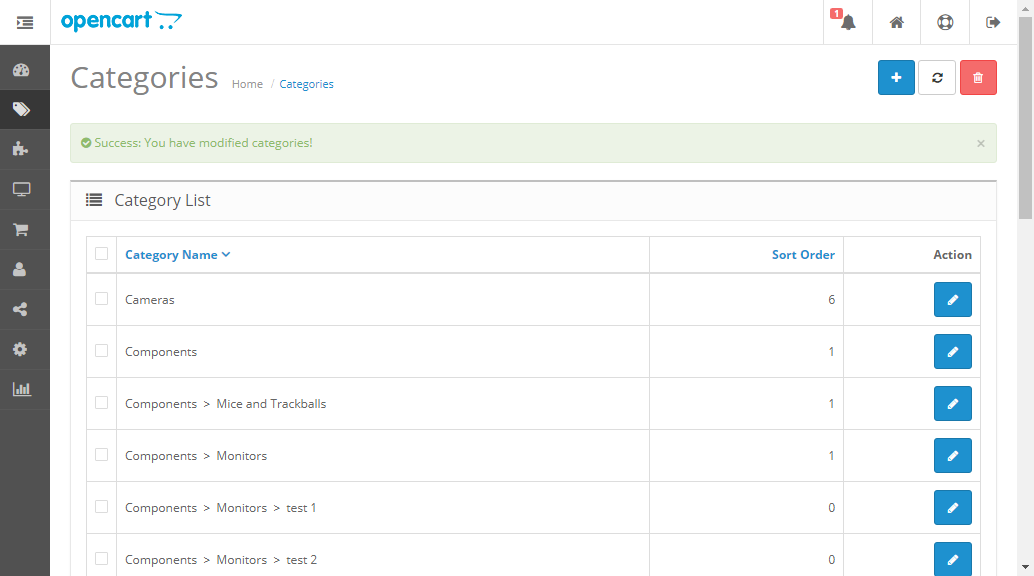 opencart
1
Categories Home / Categories
Success: You have modified categories! ×
Category List
Category Name Sort Order Action
Cameras 6
Components 1
Components > Mice and Trackballs 1
Components > Monitors 1
Components > Monitors > test 1 0
Components > Monitors > test 2 0